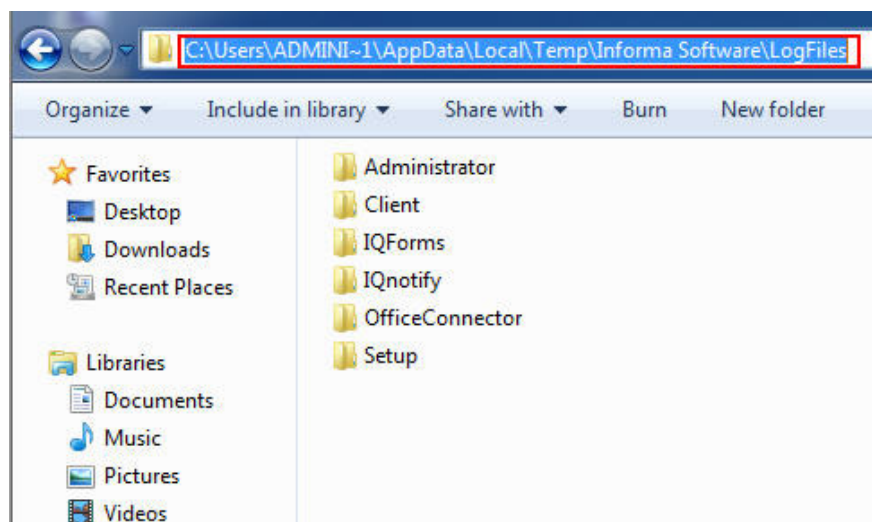 C:\Users\ADMINI~1\AppData\Local\Temp\Informa Software\LogFiles
Organize Include in library Share with Burn New folder
Favorites
Desktop
Downloads
Recent Places
Libraries
Documents
Music
Pictures
Videos
Administrator
Client
IQForms
IQnotify
OfficeConnector
Setup